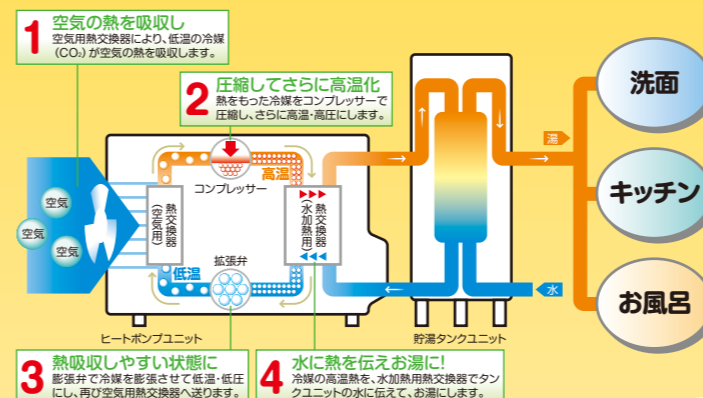 1 空気の熱を吸収し
空気用熱交換器により、低温の冷媒
(CO₂)が空気の熱を吸収します。
2 圧縮してさらに高温化
熱をもった冷媒をコンプレッサーで
圧縮し、さらに高温・高圧にします。
空気
空気
空気
熱交換器
(空気用)
コンプレッサー
高温
熱交換器
(水加熱用)
低温
拡張弁
ヒートポンプユニット
湯
水
貯湯タンクユニット
洗面
キッチン
お風呂
3 熱吸収しやすい状態に
膨張弁で冷媒を膨張させて低温・低圧
にし、再び空気用熱交換器へ送ります。
4 水に熱を伝えお湯に!
冷媒の高温熱を、水加熱用熱交換器でタン
クユニットの水に伝えて、お湯にします。